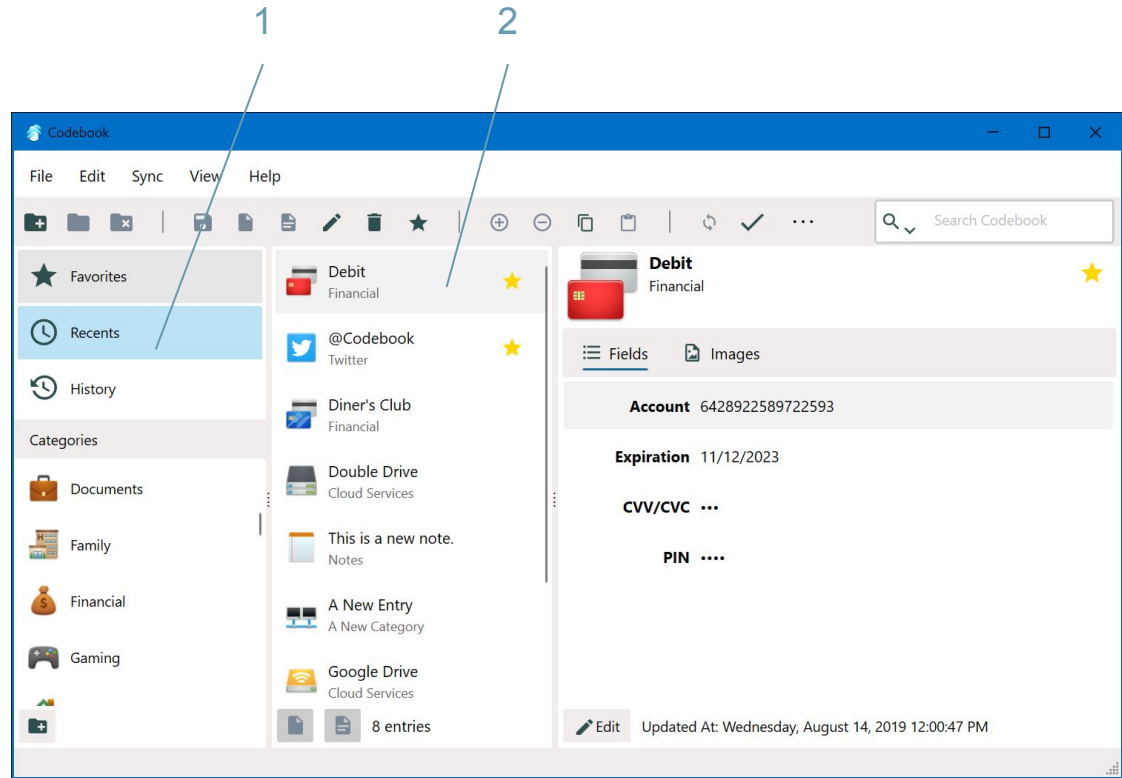 1
2
Codebook
File Edit Sync View Help
Search Codebook
Favorites
Recents
History
Categories
Documents
Family
Financial
Gaming
Debit
Financial
@Codebook
Twitter
Diner's Club
Financial
Double Drive
Cloud Services
This is a new note.
Notes
A New Entry
A New Category
Google Drive
Cloud Services
8 entries
Debit
Financial
Fields Images
Account 6428922589722593
Expiration 11/12/2023
CVV/CVC •••
PIN ••••
Edit Updated At: Wednesday, August 14, 2019 12:00:47 PM